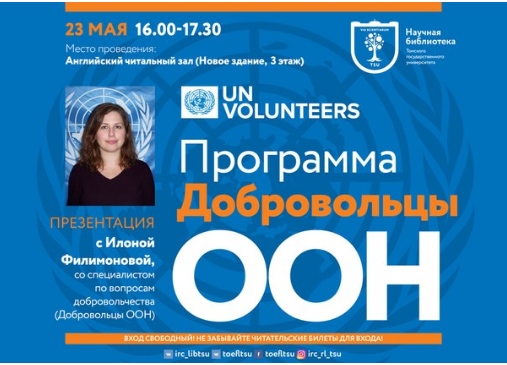 23 МАЯ 16.00-17.30
Место проведения:
Английский читальный зал (Новое здание, 3 этаж)
TSU
Научная
библиотека
Томского
государственного
университета
UN
VOLUNTEERS
Программа
Добровольцы
ООН
ПРЕЗЕНТАЦИЯ
с Илоной
Филимоновой,
со специалистом
по вопросам
добровольчества
(Добровольцы ООН)
ВХОД СВОБОДНЫЙ! НЕ ЗАБЫВАЙТЕ ЧИТАТЕЛЬСКИЕ БИЛЕТЫ ДЛЯ ВХОДА!
irc_libtsu toefltsu toefltsu irc_rl_tsu